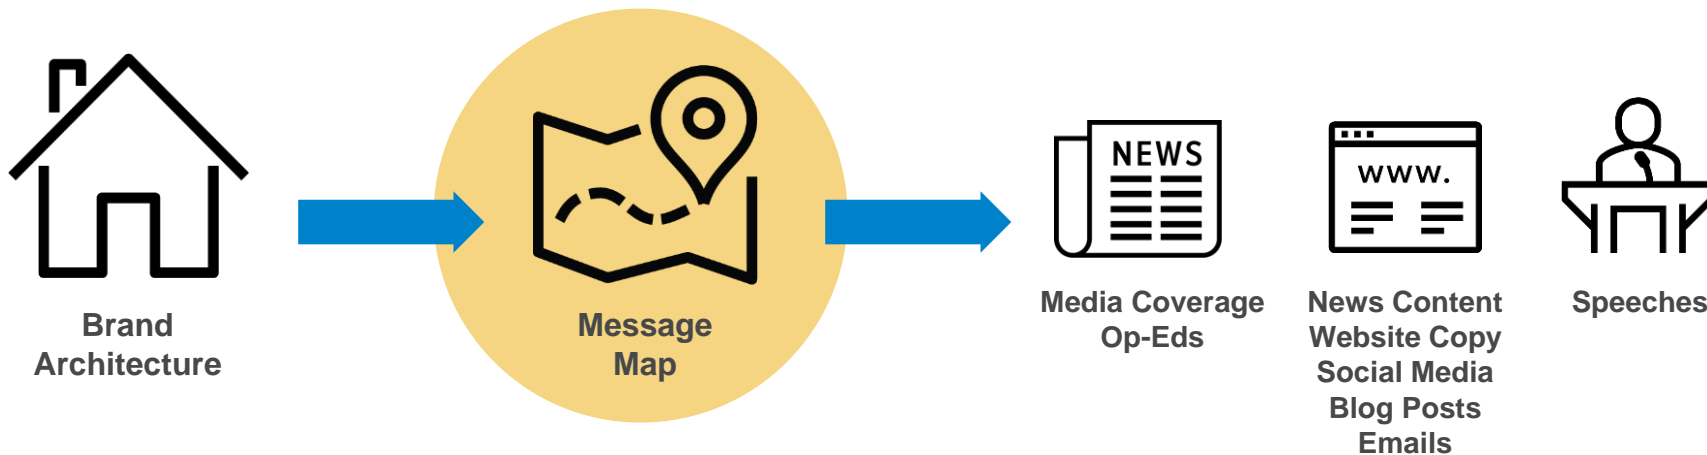 Brand
Architecture
Message
Map
NEWS
Media Coverage
Op-Eds
www.
News Content
Website Copy
Social Media
Blog Posts
Emails
Speeches